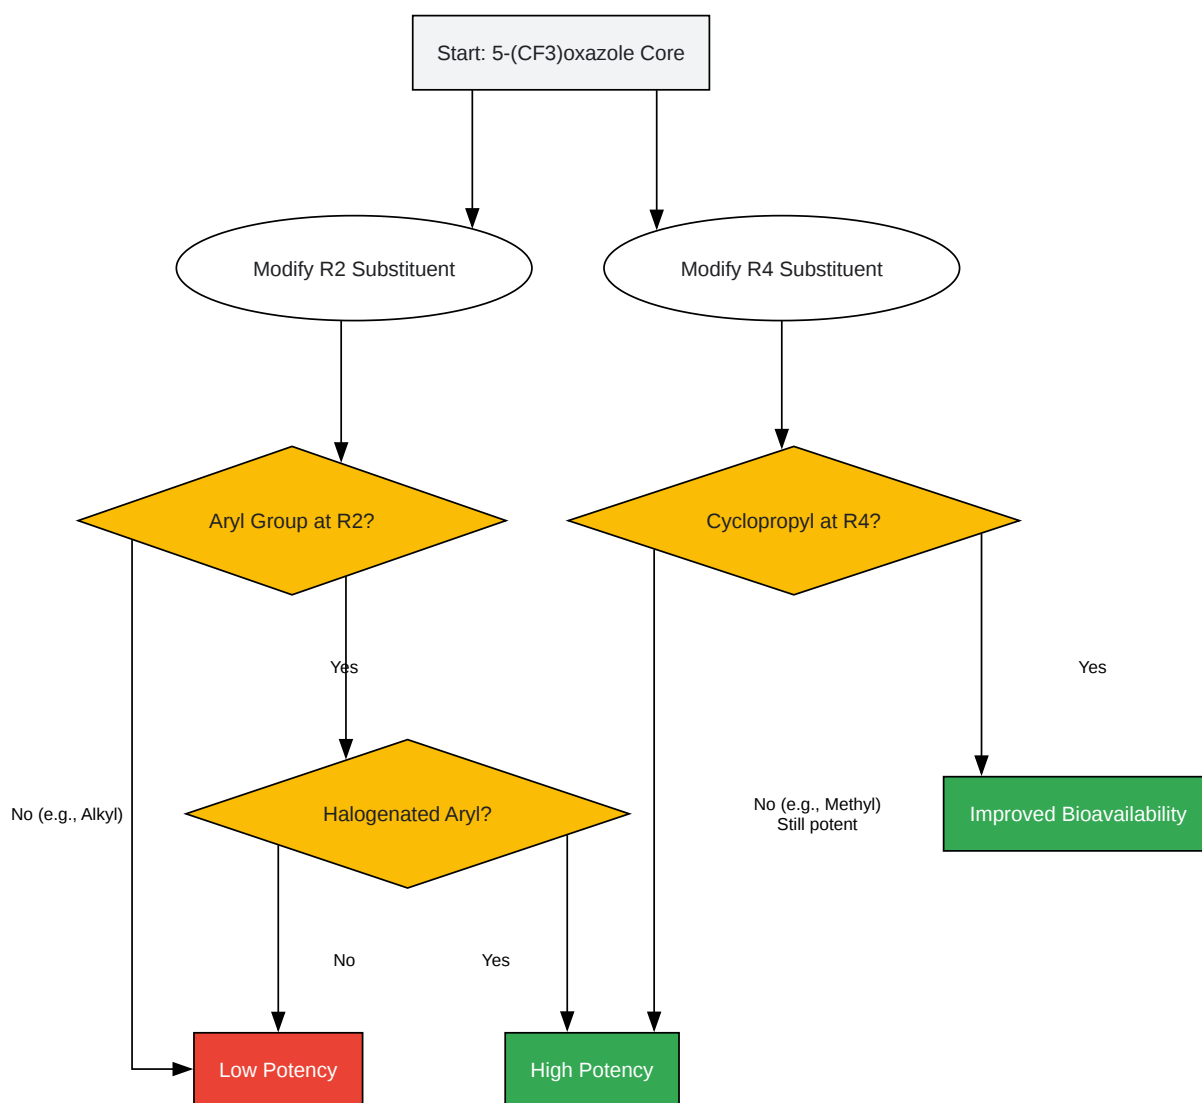 Start: 5-(CF3)oxazole Core
Modify R2 Substituent
Modify R4 Substituent
Aryl Group at R2?
Cyclopropyl at R4?
Yes
Yes
No (e.g., Alkyl)
Halogenated Aryl?
No (e.g., Methyl)
Still potent
Improved Bioavailability
No
Yes
Low Potency
High Potency